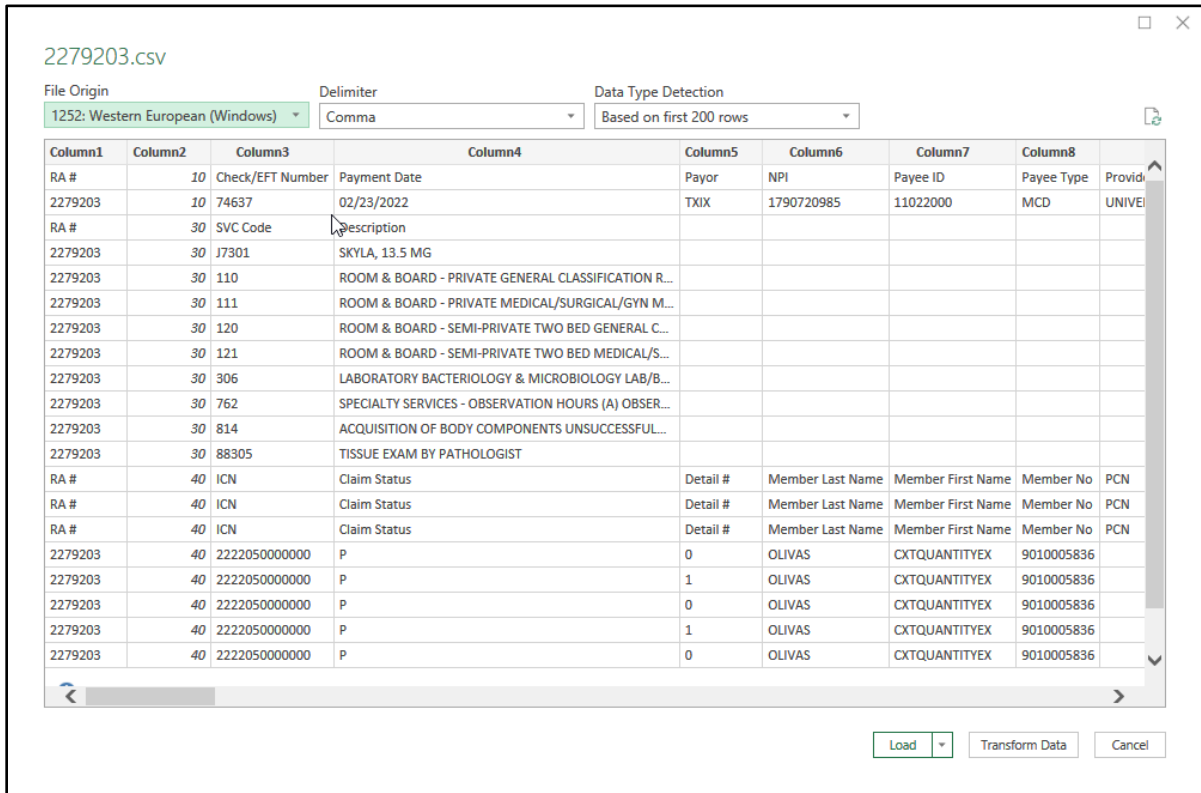 2279203.csv
File Origin Delimiter Data Type Detection
1252: Western European (Windows) Comma Based on first 200 rows
Column1 Column2 Column3 Column4 Column5 Column6 Column7 Column8
RA # 10 Check/EFT Number Payment Date Payor NPI Payee ID Payee Type Provid
2279203 10 74637 02/23/2022 TXIX 1790720985 11022000 MCD UNIVE
RA # 30 SVC Code Description
2279203 30 J7301 SKYLA, 13.5 MG
2279203 30 110 ROOM & BOARD - PRIVATE GENERAL CLASSIFICATION R...
2279203 30 111 ROOM & BOARD - PRIVATE MEDICAL/SURGICAL/GYN M...
2279203 30 120 ROOM & BOARD - SEMI-PRIVATE TWO BED GENERAL C...
2279203 30 121 ROOM & BOARD - SEMI-PRIVATE TWO BED MEDICAL/S...
2279203 30 306 LABORATORY BACTERIOLOGY & MICROBIOLOGY LAB/B...
2279203 30 762 SPECIALTY SERVICES - OBSERVATION HOURS (A) OBSER...
2279203 30 814 ACQUISITION OF BODY COMPONENTS UNSUCCESSFUL...
2279203 30 88305 TISSUE EXAM BY PATHOLOGIST
RA # 40 ICN Claim Status Detail # Member Last Name Member First Name Member No PCN
RA # 40 ICN Claim Status Detail # Member Last Name Member First Name Member No PCN
RA # 40 ICN Claim Status Detail # Member Last Name Member First Name Member No PCN
2279203 40 2222050000000 P 0 OLIVAS CXTQUANTITYEX 9010005836
2279203 40 2222050000000 P 1 OLIVAS CXTQUANTITYEX 9010005836
2279203 40 2222050000000 P 0 OLIVAS CXTQUANTITYEX 9010005836
2279203 40 2222050000000 P 1 OLIVAS CXTQUANTITYEX 9010005836
2279203 40 2222050000000 P 0 OLIVAS CXTQUANTITYEX 9010005836
Load Transform Data Cancel